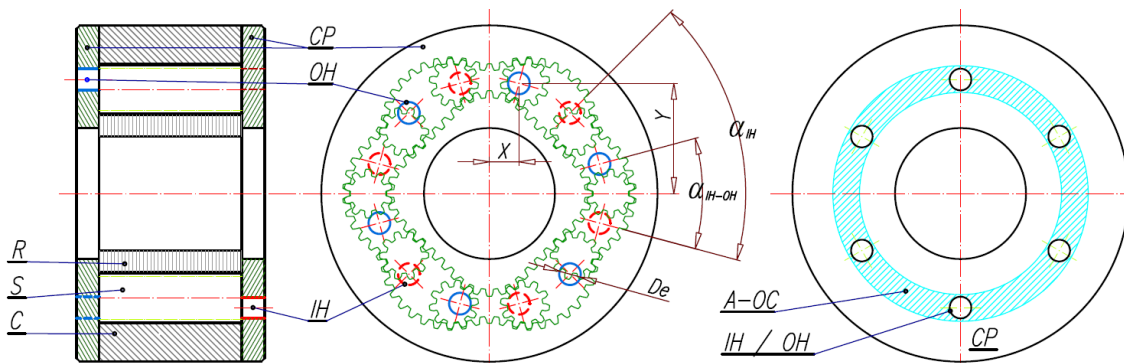 CP
OH
R
S
C
IH
X
Y
De
α IH
α IH-OH
A-OC
IH / OH
CP